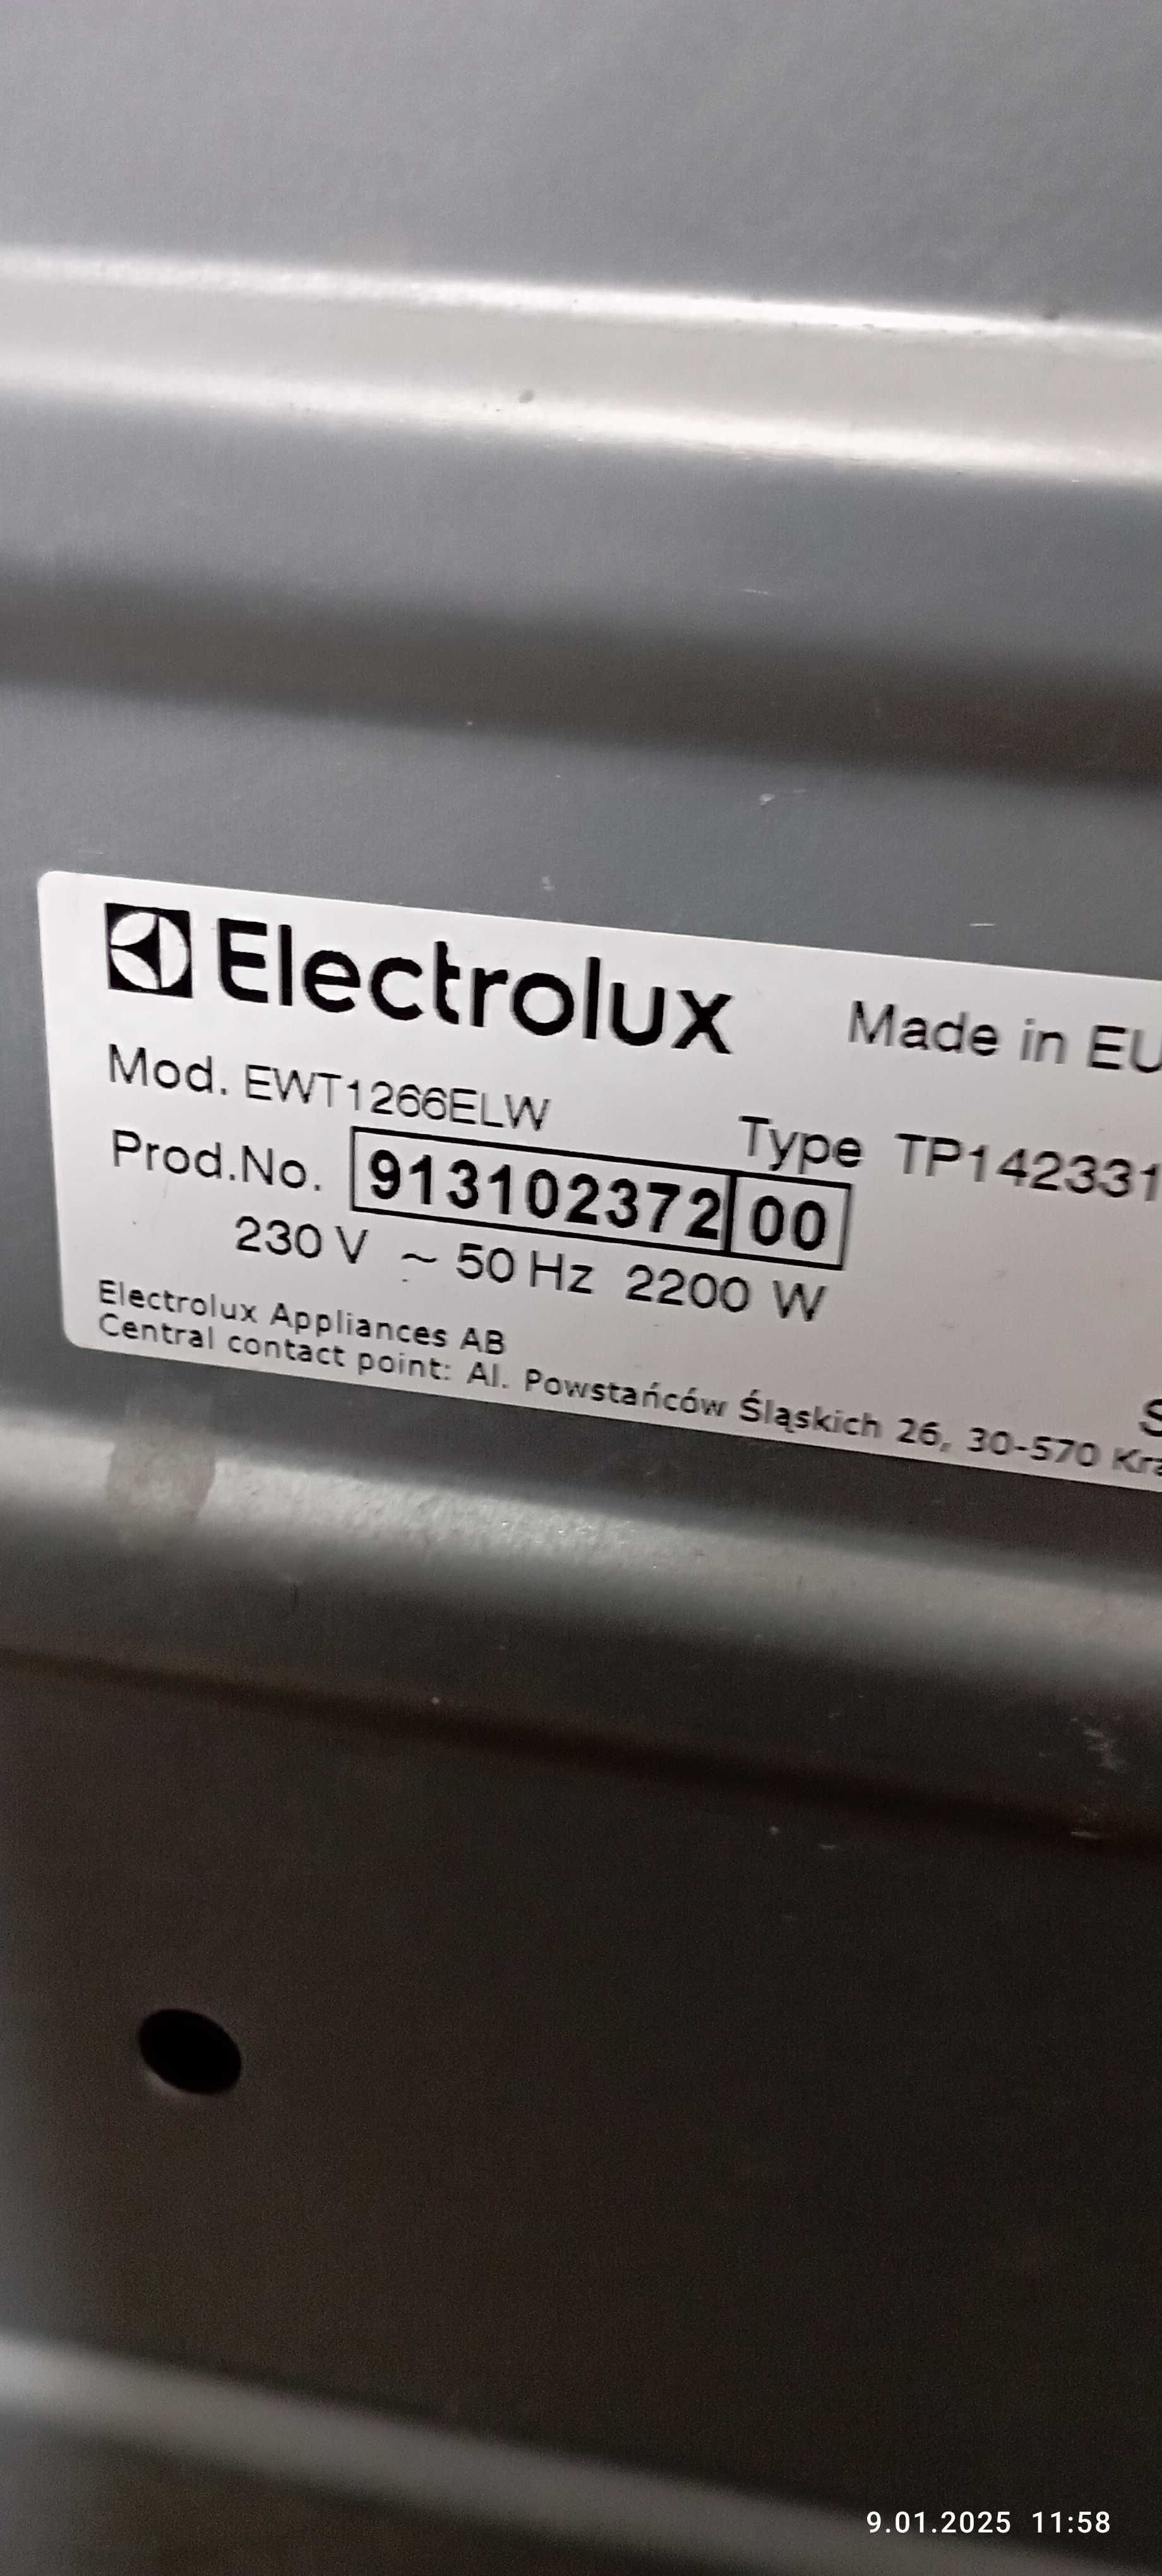 Electrolux Made in EU
Mod. EWT1266ELW
Type TP142331
Prod.No. 913102372 00
230 V ~ 50 Hz 2200 W
Electrolux Appliances AB
Central contact point: Al. Powstańców Śląskich 26, 30-570
9.01.2025 11:58